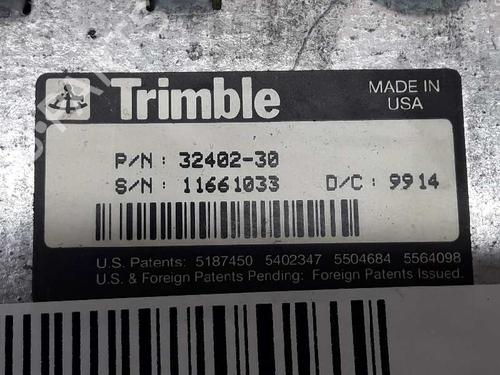 Trimble
MADE IN
USA
P/N : 32402-30
S/N : 11661033 D/C : 9914
U.S. Patents: 5187450 5402347 5504684 5564098
U.S. & Foreign Patents Pending: Foreign Patents Issued.